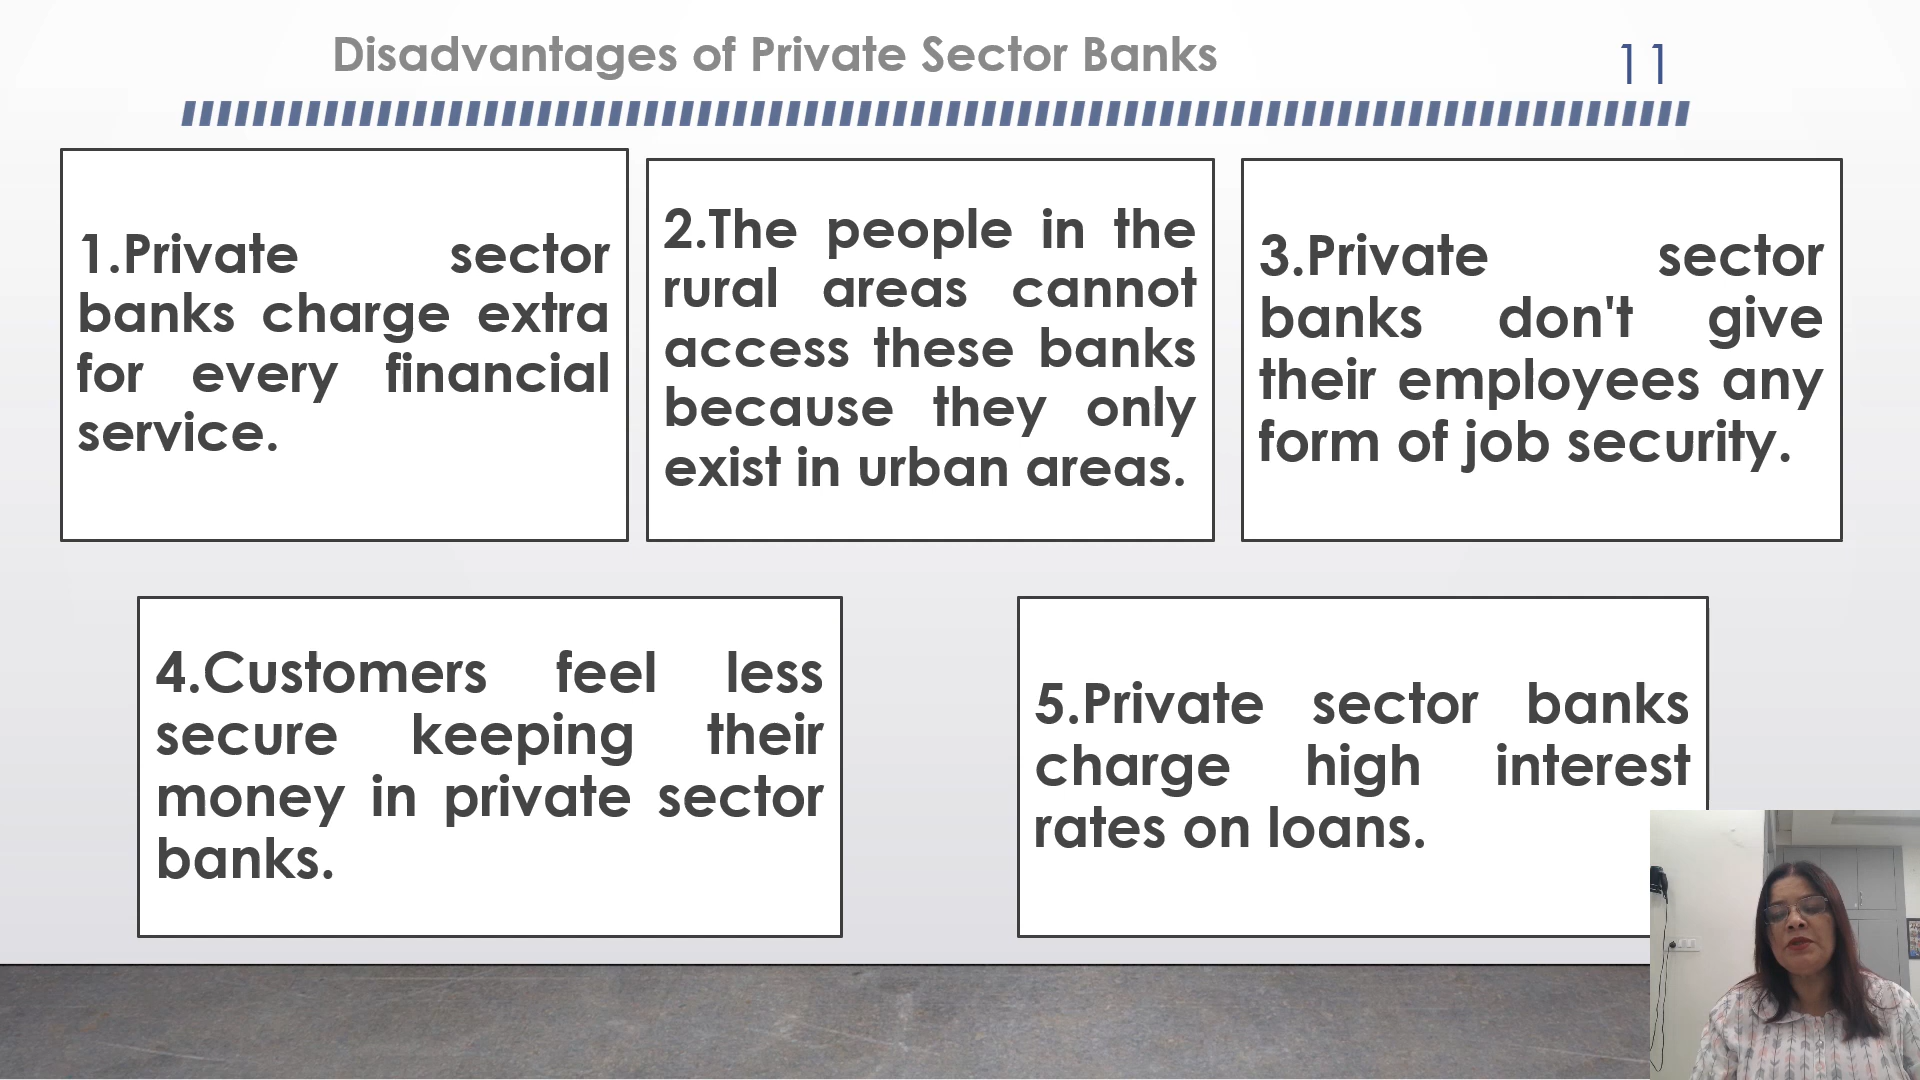 Disadvantages of Private Sector Banks
11
1.Private sector
banks charge extra
for every financial
service.
2.The people in the
rural areas cannot
access these banks
because they only
exist in urban areas.
3.Private sector
banks don't give
their employees any
form of job security.
4.Customers feel less
secure keeping their
money in private sector
banks.
5.Private sector banks
charge high interest
rates on loans.